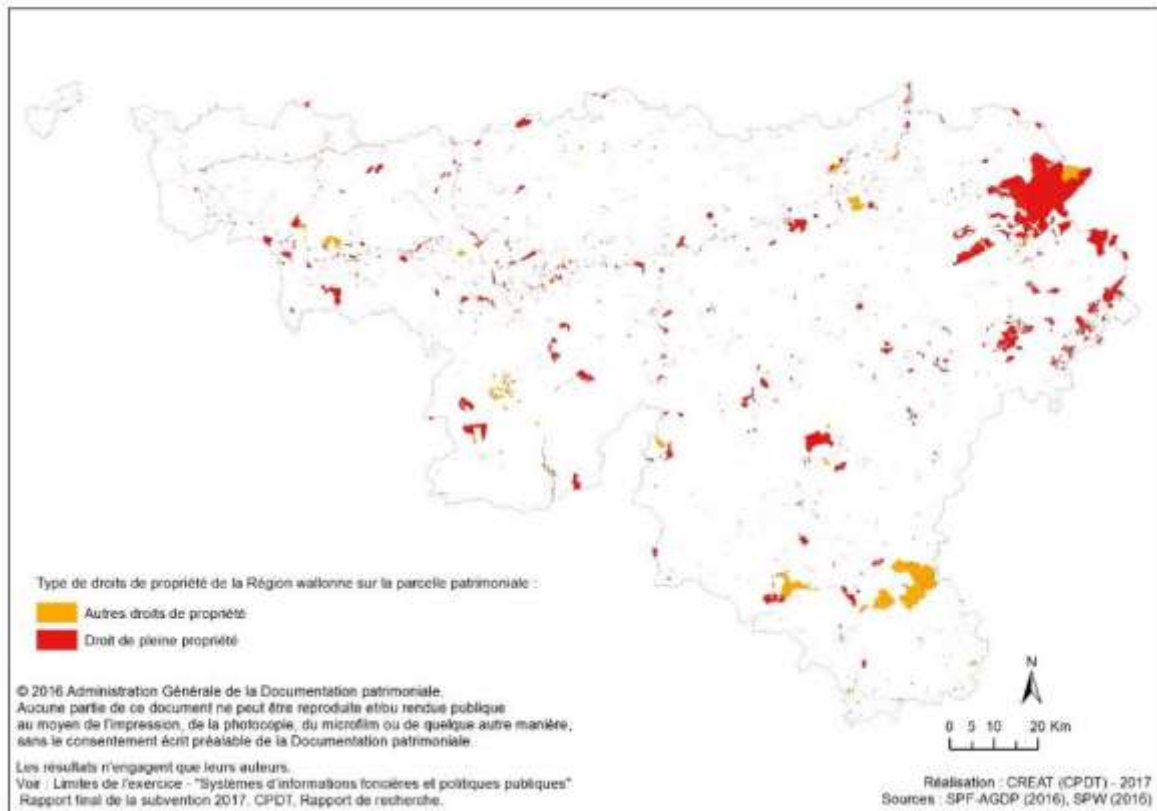 Type de droits de propriété de la Région wallonne sur la parcelle patrimoniale :
Autres droits de propriété
Droit de pleine propriété
© 2016 Administration Générale de la Documentation patrimoniale.
Aucune partie de ce document ne peut être reproduite et/ou rendue publique
au moyen de l'impression, de la photocopie, du microfilm ou de quelque autre manière,
sans le consentement écrit préalable de la Documentation patrimoniale.
Les résultats n'engagent que leurs auteurs.
Voir : Limites de l'exercice - "Systèmes d'informations foncières et politiques publiques"
Rapport final de la subvention 2017. CPDT, Rapport de recherche.
N
0 5 10 20 Km
Réalisation : CREAT (CPDT) - 2017
Sources : SPF-AGDP (2016), SPW (2016)